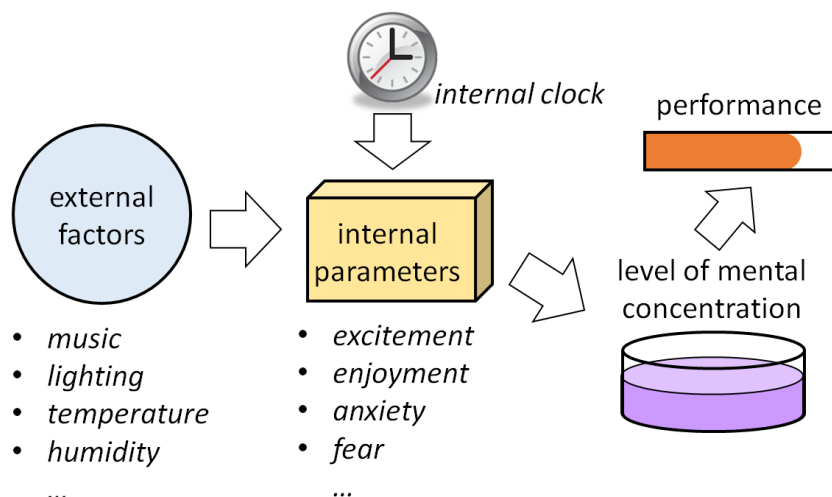 internal clock
performance
external
factors
internal
parameters
level of mental
concentration
• music
• lighting
• temperature
• humidity
...
• excitement
• enjoyment
• anxiety
• fear
...